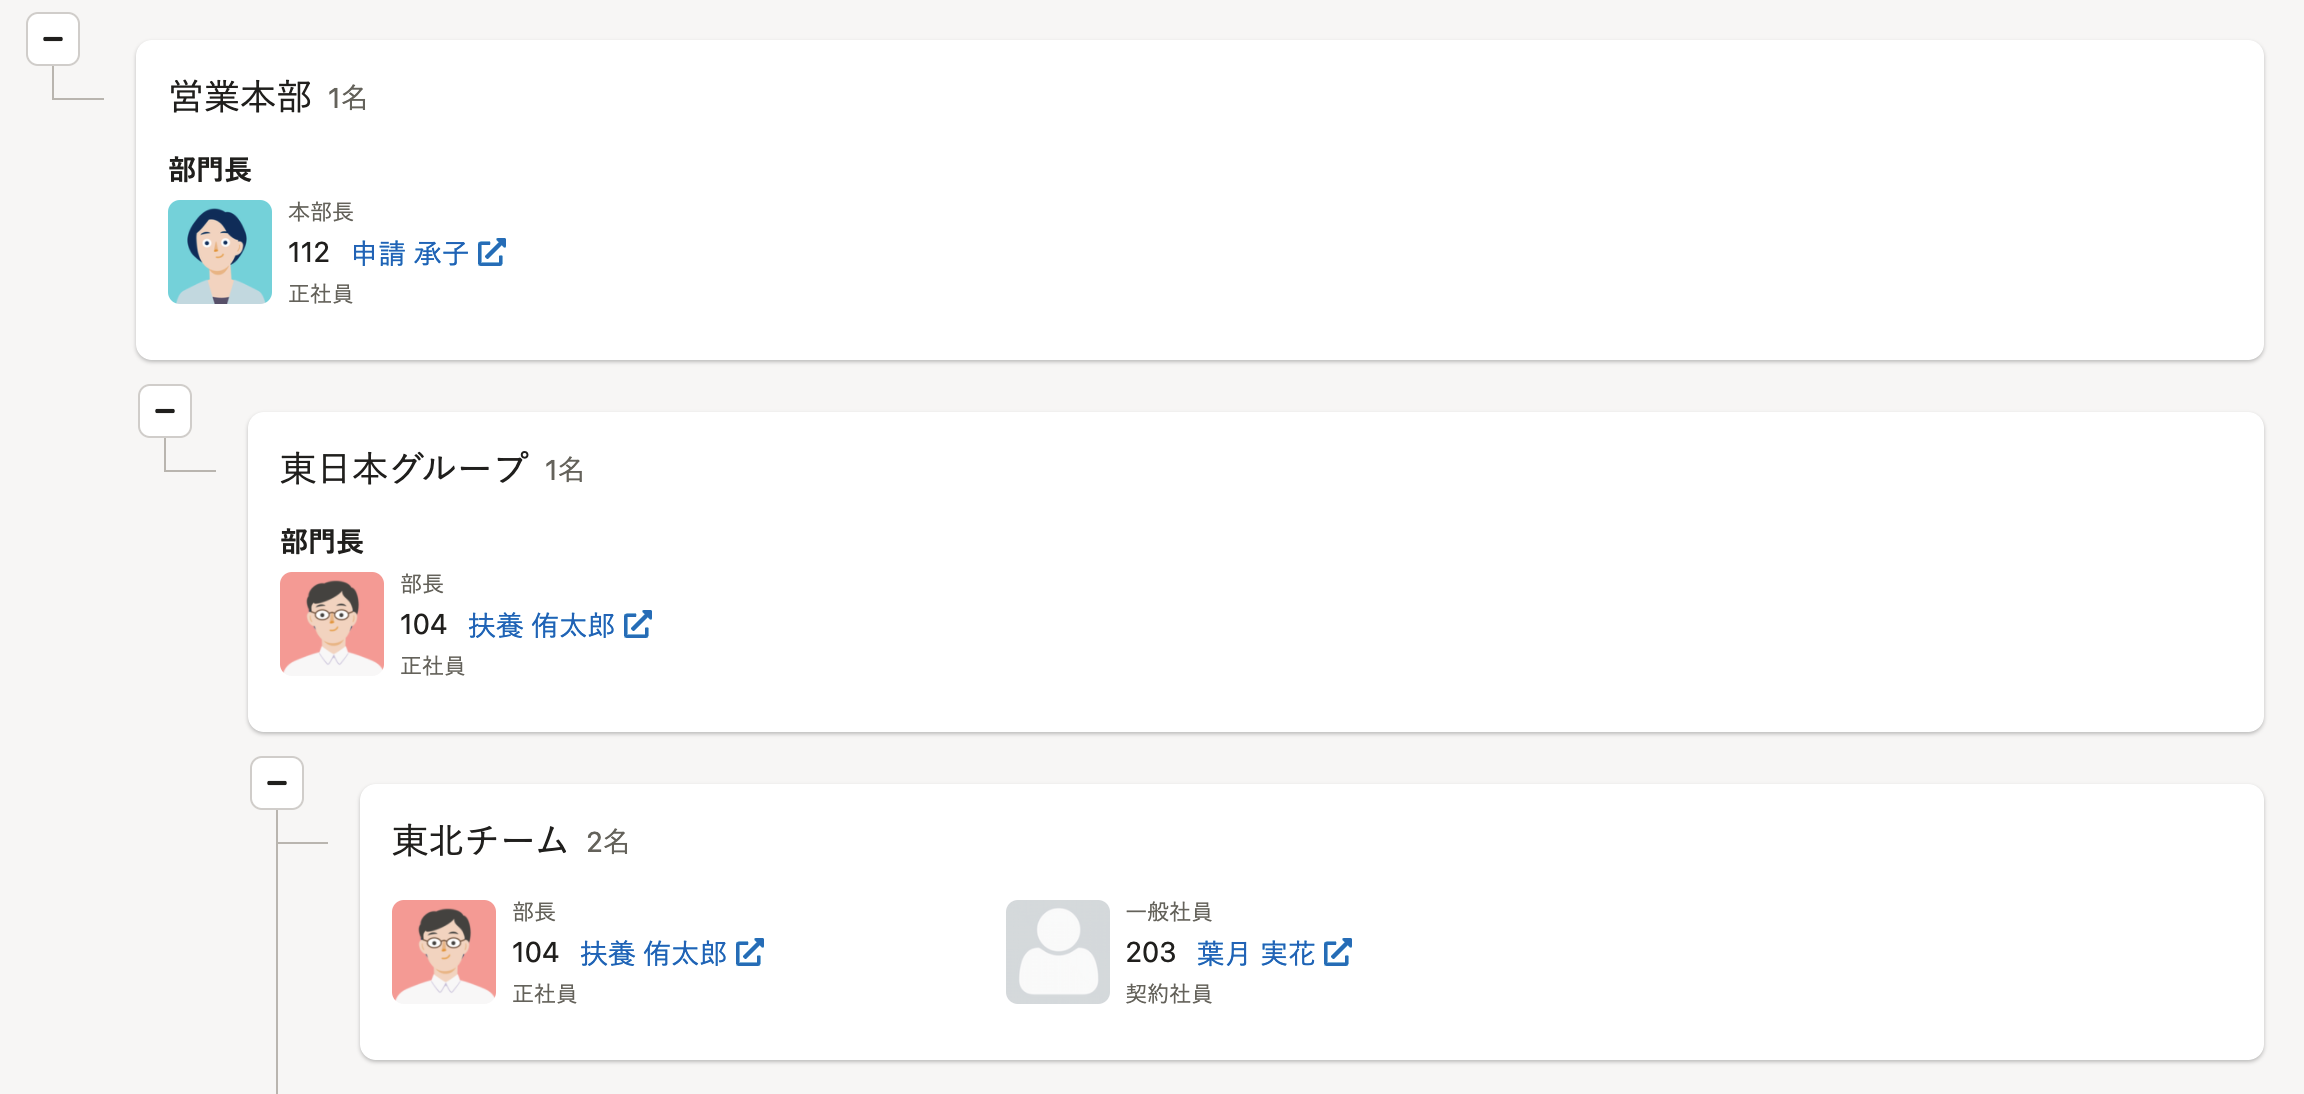 営業本部 1名
部門長
本部長
112 申請 承子
正社員
東日本グループ 1名
部門長
部長
104 扶養 侑太郎
正社員
東北チーム 2名
部長
104 扶養 侑太郎
正社員
一般社員
203 葉月 実花
契約社員